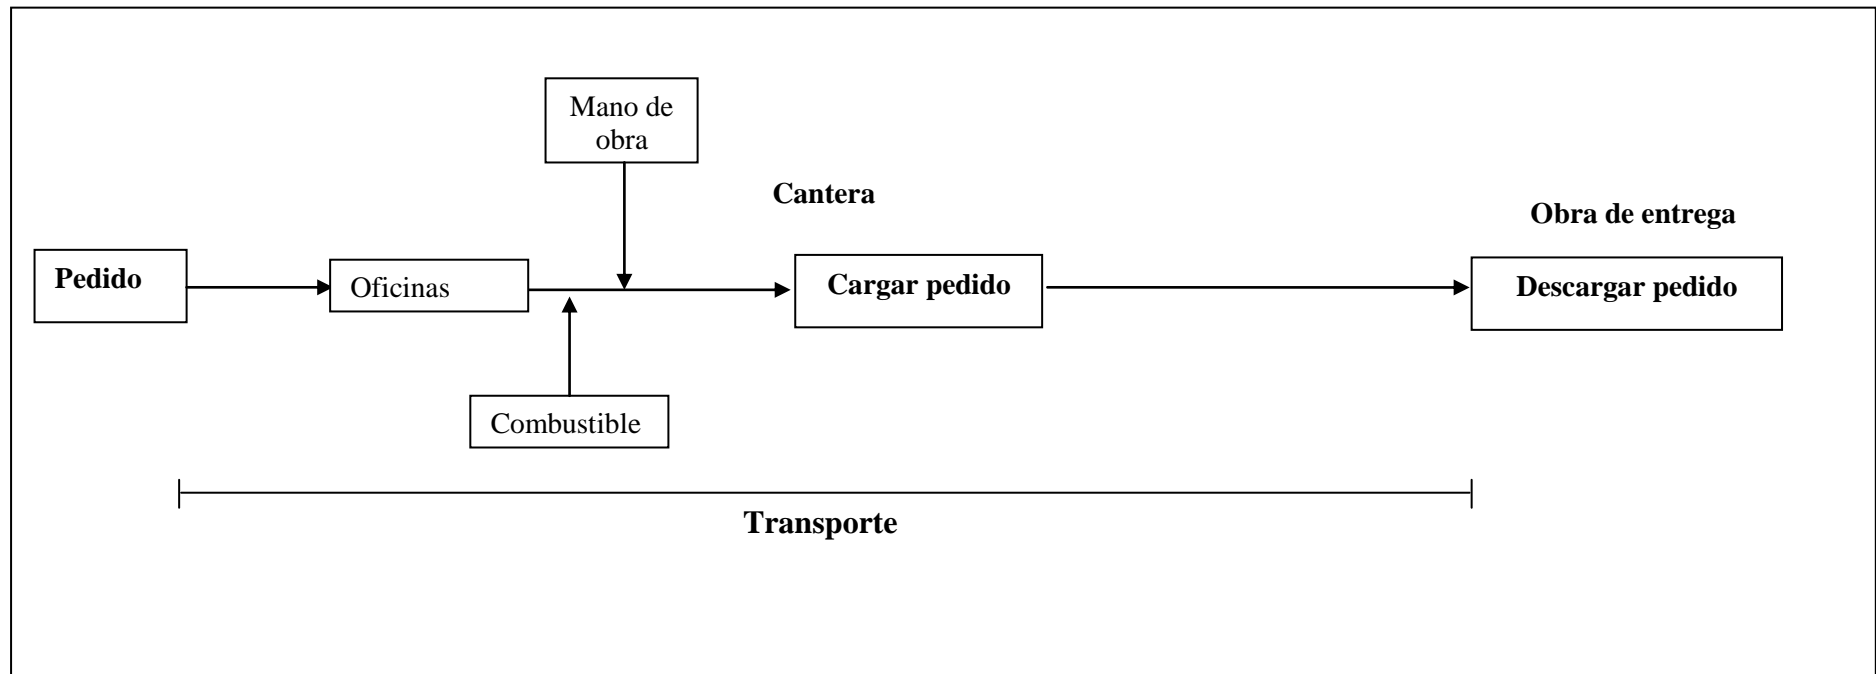 Mano de
obra
Cantera
Obra de entrega
Pedido
Oficinas
Cargar pedido
Descargar pedido
Combustible
Transporte